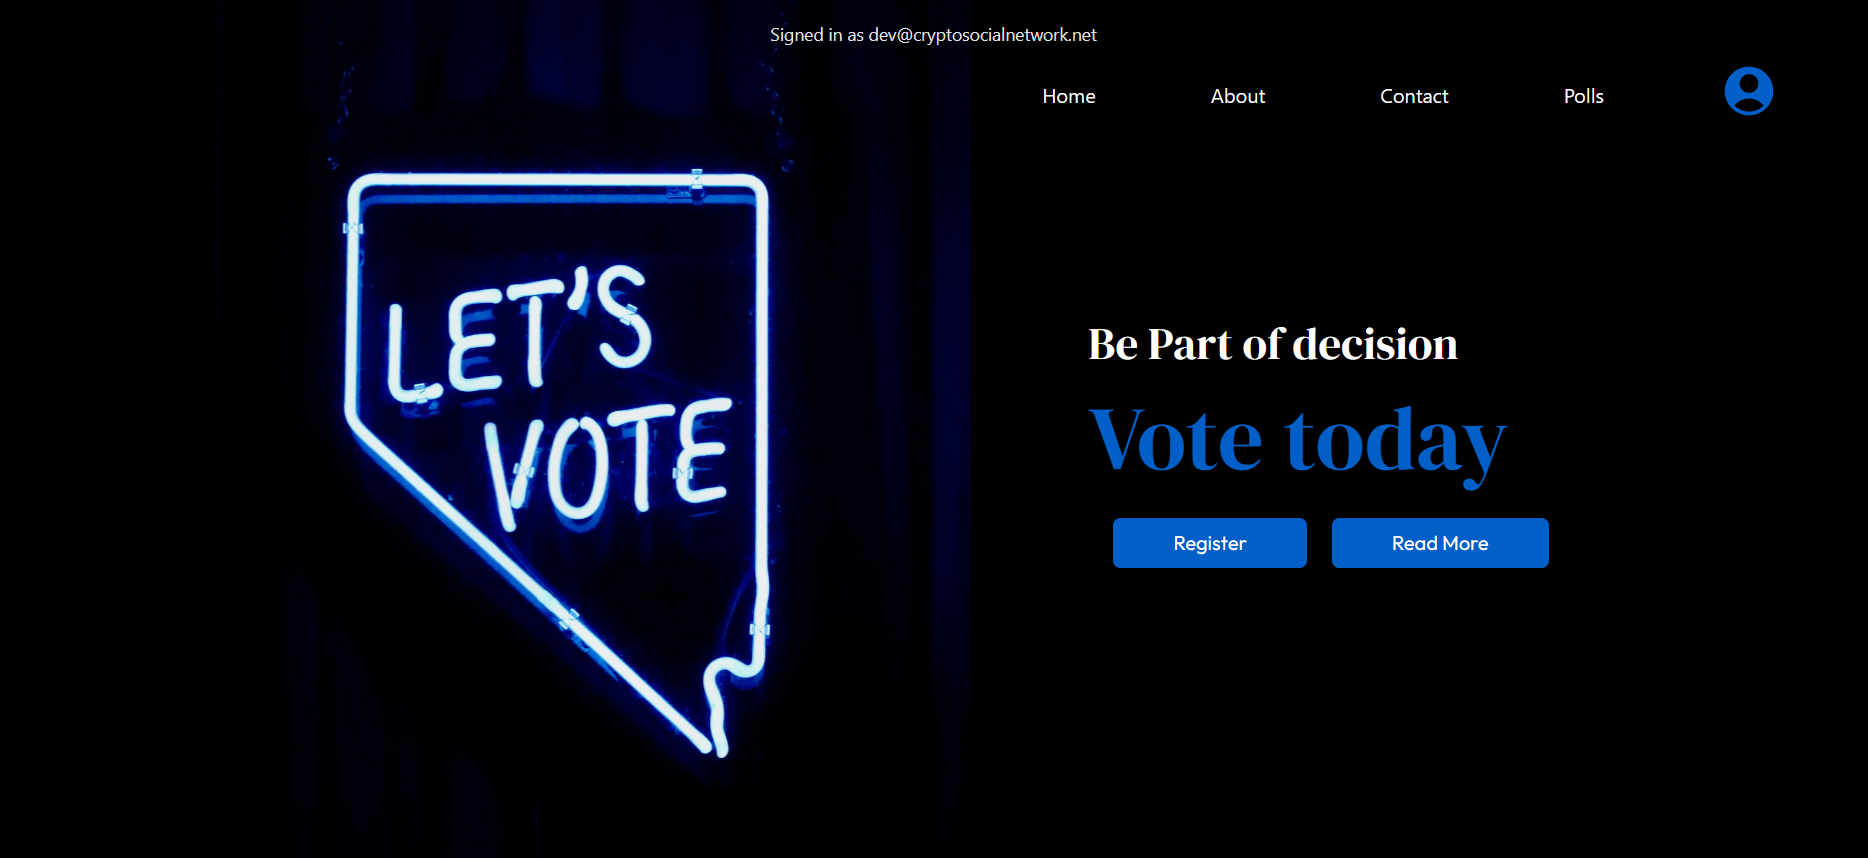 Signed in as dev@cryptosocialnetwork.net
Home About Contact Polls
LET'S
VOTE
Be Part of decision
Vote today
Register Read More